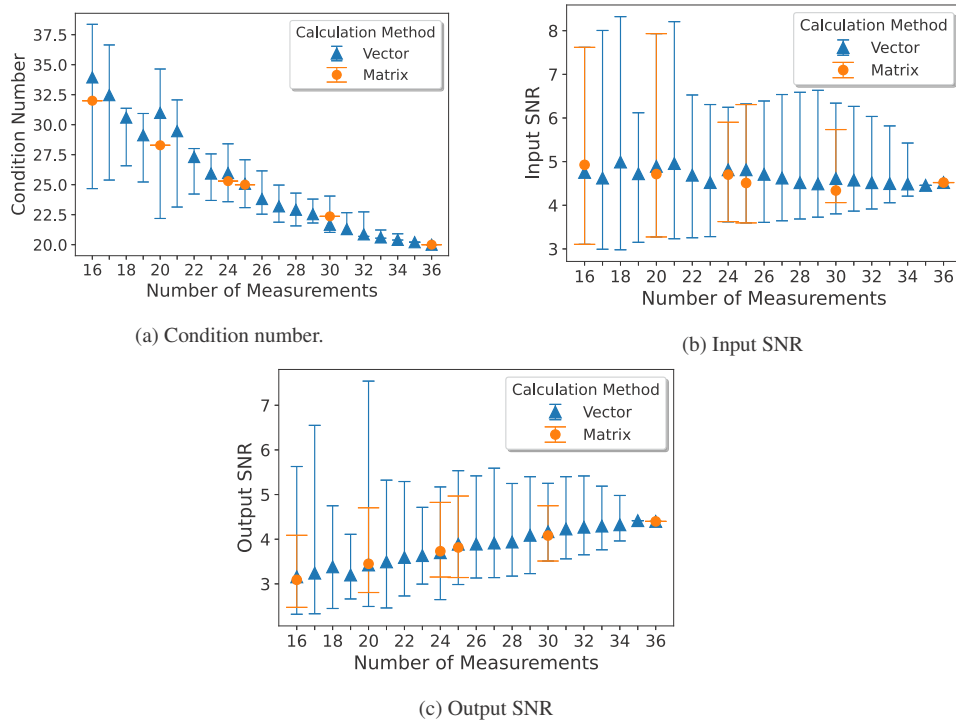 37.5
35.0
32.5
30.0
27.5
25.0
22.5
20.0
Condition Number
Calculation Method
Vector
Matrix
16 18 20 22 24 26 28 30 32 34 36
Number of Measurements
(a) Condition number.
8
7
6
5
4
3
Input SNR
Calculation Method
Vector
Matrix
16 18 20 22 24 26 28 30 32 34 36
Number of Measurements
(b) Input SNR
7
6
5
4
3
Output SNR
Calculation Method
Vector
Matrix
16 18 20 22 24 26 28 30 32 34 36
Number of Measurements
(c) Output SNR